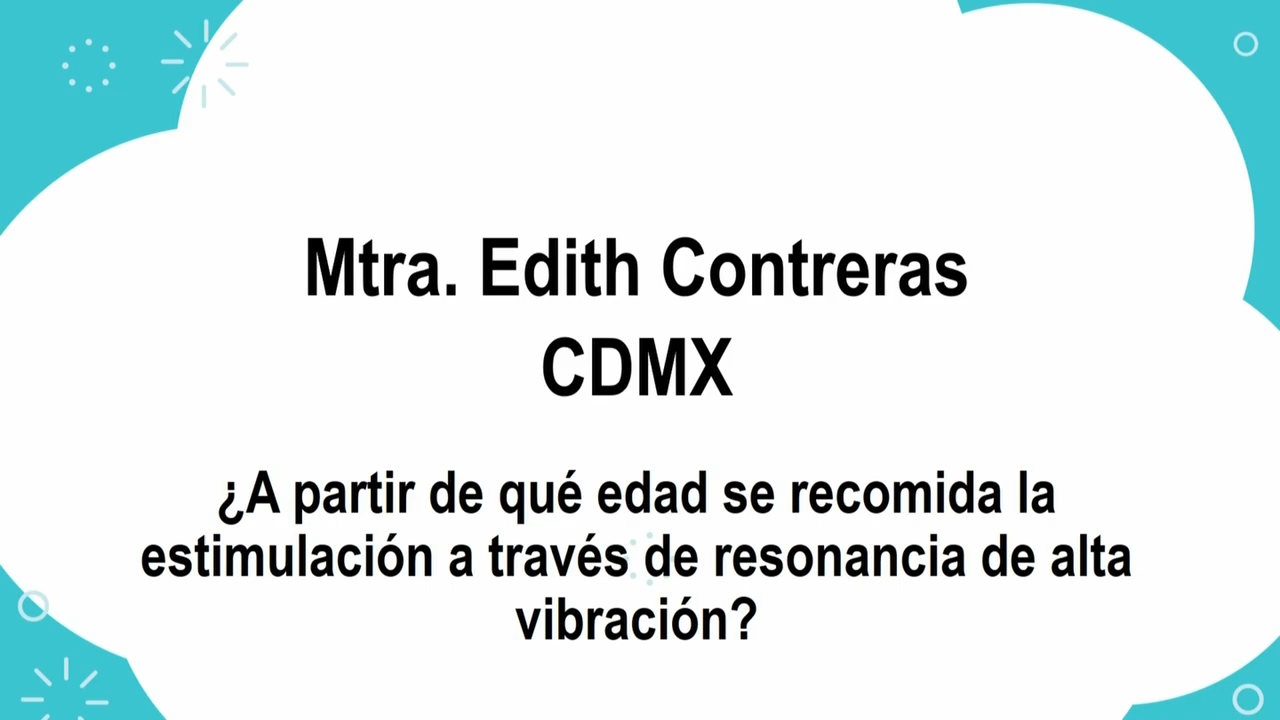 Mtra. Edith Contreras
CDMX
¿A partir de qué edad se recomida la
estimulación a través de resonancia de alta
vibración?